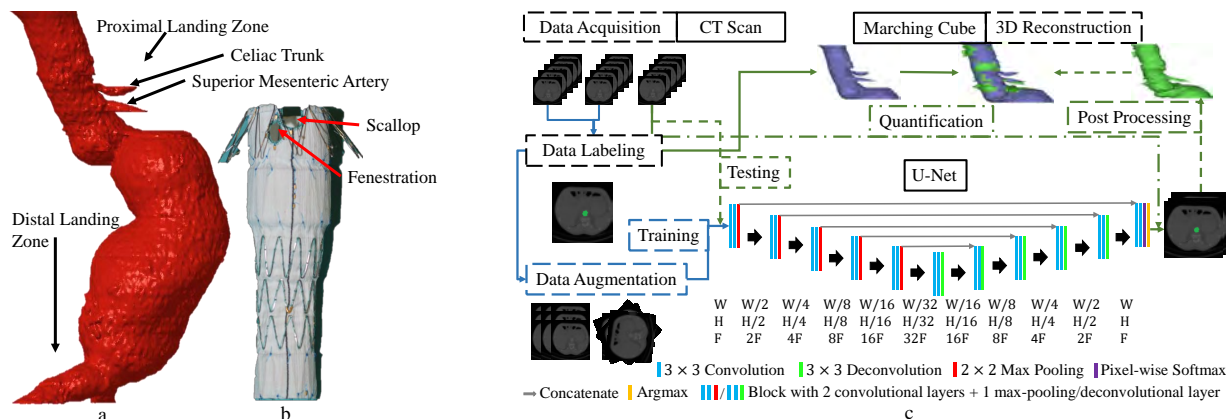 Proximal Landing Zone
Celiac Trunk
Superior Mesenteric Artery
Distal Landing
Zone
a
Scallop
Fenestration
b
Data Acquisition CT Scan
Marching Cube 3D Reconstruction
Quantification Post Processing
Data Labeling
Testing
U-Net
Training
Data Augmentation
W W/2 W/4 W/8 W/16 W/32 W/16 W/8 W/4 W/2 W
H H/2 H/4 H/8 H/16 H/32 H/16 H/8 H/4 H/2 H
F 2F 4F 8F 16F 32F 16F 8F 4F 2F F
3 × 3 Convolution 3 × 3 Deconvolution 2 × 2 Max Pooling Pixel-wise Softmax
Concatenate Argmax / Block with 2 convolutional layers + 1 max-pooling/deconvolutional layer
c